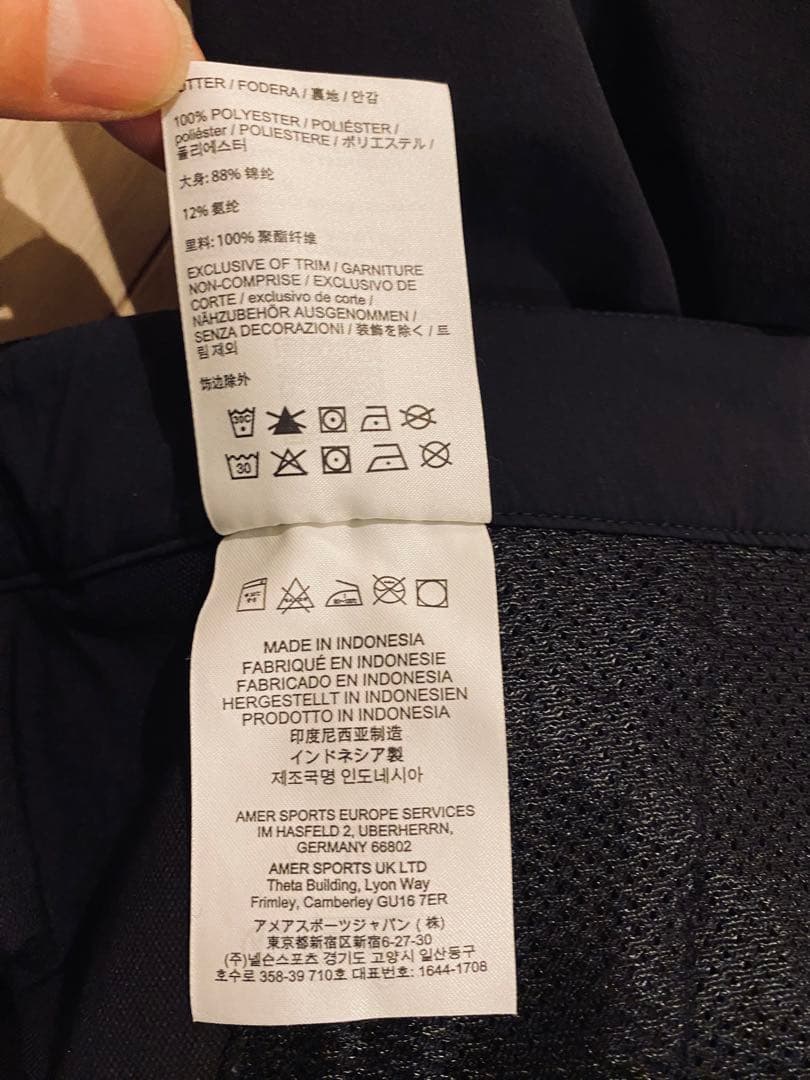 / FODERA / 裏地 / 안감
100% POLYESTER / POLIÉSTER /
poliéster / POLIESTERE / ポリエステル /
폴리에스터
大身: 88% 锦纶
12% 氨纶
里料: 100% 聚酯纤维
EXCLUSIVE OF TRIM / GARNITURE
NON-COMPRISE / EXCLUSIVO DE
CORTE / exclusivo de corte /
NÄHZUBEHÖR AUSGENOMMEN /
SENZA DECORAZIONI / 装飾を除く / 트
림 제외
饰边除外
30C
30
MADE IN INDONESIA
FABRIQUÉ EN INDONESIE
FABRICADO EN INDONESIA
HERGESTELLT IN INDONESIEN
PRODOTTO IN INDONESIA
印度尼西亚制造
インドネシア製
제조국명 인도네시아
AMER SPORTS EUROPE SERVICES
IM HASFELD 2, UBERHERRN,
GERMANY 66802
AMER SPORTS UK LTD
Theta Building, Lyon Way
Frimley, Camberley GU16 7ER
アメアスポーツジャパン (株)
東京都新宿区新宿6-27-30
(주)넬슨스포츠 경기도 고양시 일산동구
호수로 358-39 710호 대표번호: 1644-1708